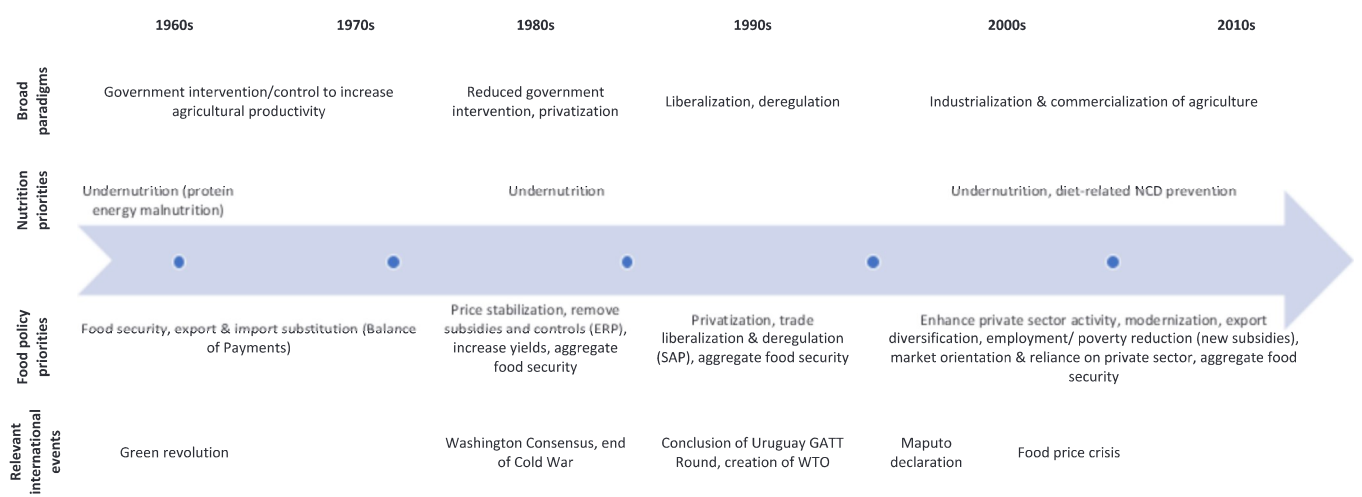 1960s 1970s 1980s 1990s 2000s 2010s
Broad
paradigms
Government intervention/control to increase
agricultural productivity
Reduced government
intervention, privatization
Liberalization, deregulation
Industrialization & commercialization of agriculture
Nutrition
priorities
Undernutrition (protein
energy malnutrition)
Undernutrition
Undernutrition, diet-related NCD prevention
Food policy
priorities
Food security, export & import substitution (Balance
of Payments)
Price stabilization, remove
subsidies and controls (ERP),
increase yields, aggregate
food security
Privatization, trade
liberalization & deregulation
(SAP), aggregate food security
Enhance private sector activity, modernization, export
diversification, employment/ poverty reduction (new subsidies),
market orientation & reliance on private sector, aggregate food
security
Relevant
international
events
Green revolution
Washington Consensus, end
of Cold War
Conclusion of Uruguay GATT
Round, creation of WTO
Maputo
declaration
Food price crisis